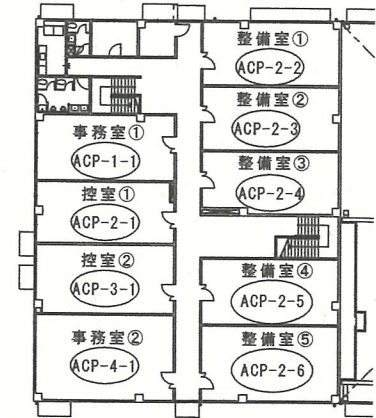 整備室①
ACP-2-2
整備室②
ACP-2-3
整備室③
ACP-2-4
事務室①
ACP-1-1
控室①
ACP-2-1
控室②
ACP-3-1
事務室②
ACP-4-1
整備室④
ACP-2-5
整備室⑤
ACP-2-6